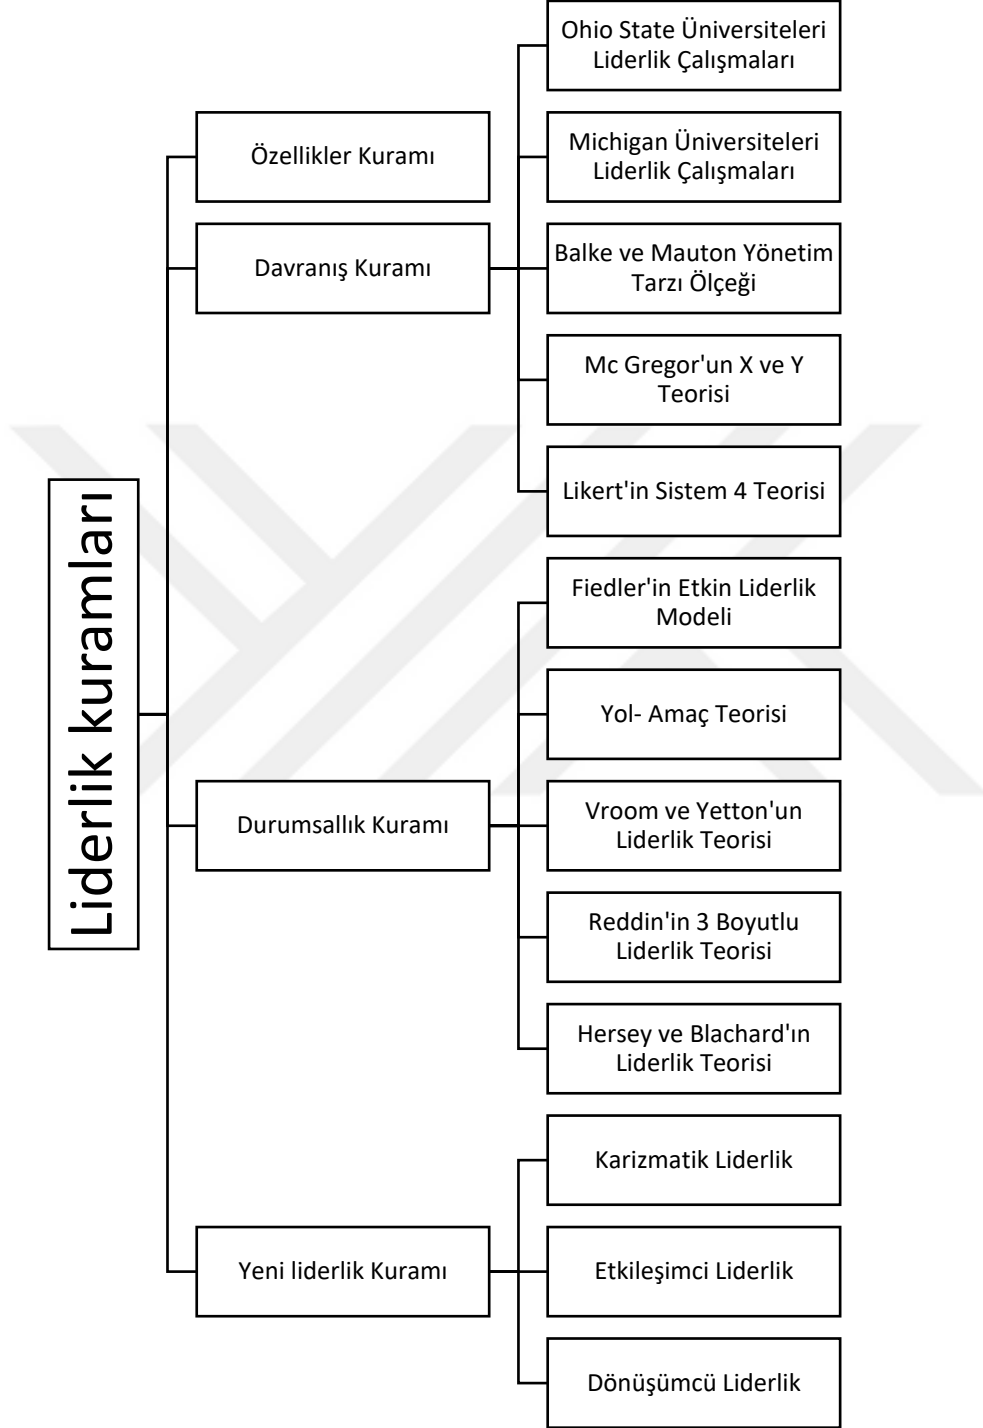 Liderlik kuramları
Özellikler Kuramı
Davranış Kuramı
Ohio State Üniversiteleri
Liderlik Çalışmaları
Michigan Üniversiteleri
Liderlik Çalışmaları
Balke ve Mauton Yönetim
Tarzı Ölçeği
Mc Gregor'un X ve Y
Teorisi
Likert'in Sistem 4 Teorisi
Durumsallık Kuramı
Fiedler'in Etkin Liderlik
Modeli
Yol- Amaç Teorisi
Vroom ve Yetton'un
Liderlik Teorisi
Reddin'in 3 Boyutlu
Liderlik Teorisi
Hersey ve Blachard'ın
Liderlik Teorisi
Yeni liderlik Kuramı
Karizmatik Liderlik
Etkileşimci Liderlik
Dönüşümcü Liderlik